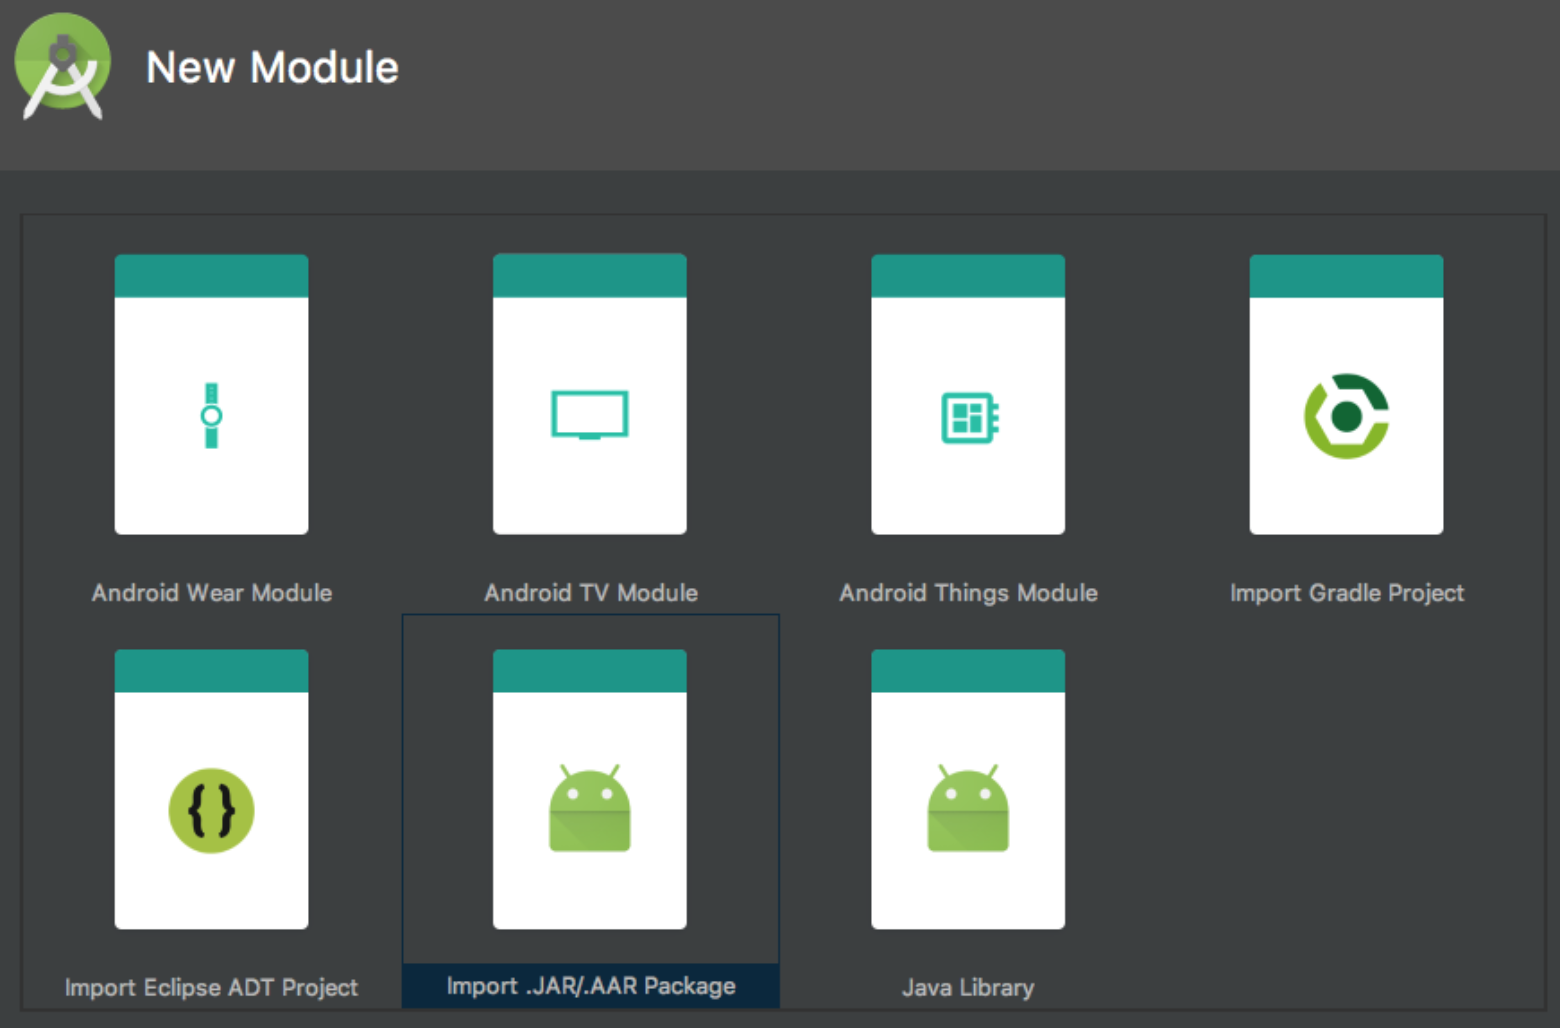 New Module
Android Wear Module
Android TV Module
Android Things Module
Import Gradle Project
Import Eclipse ADT Project
Import .JAR/.AAR Package
Java Library